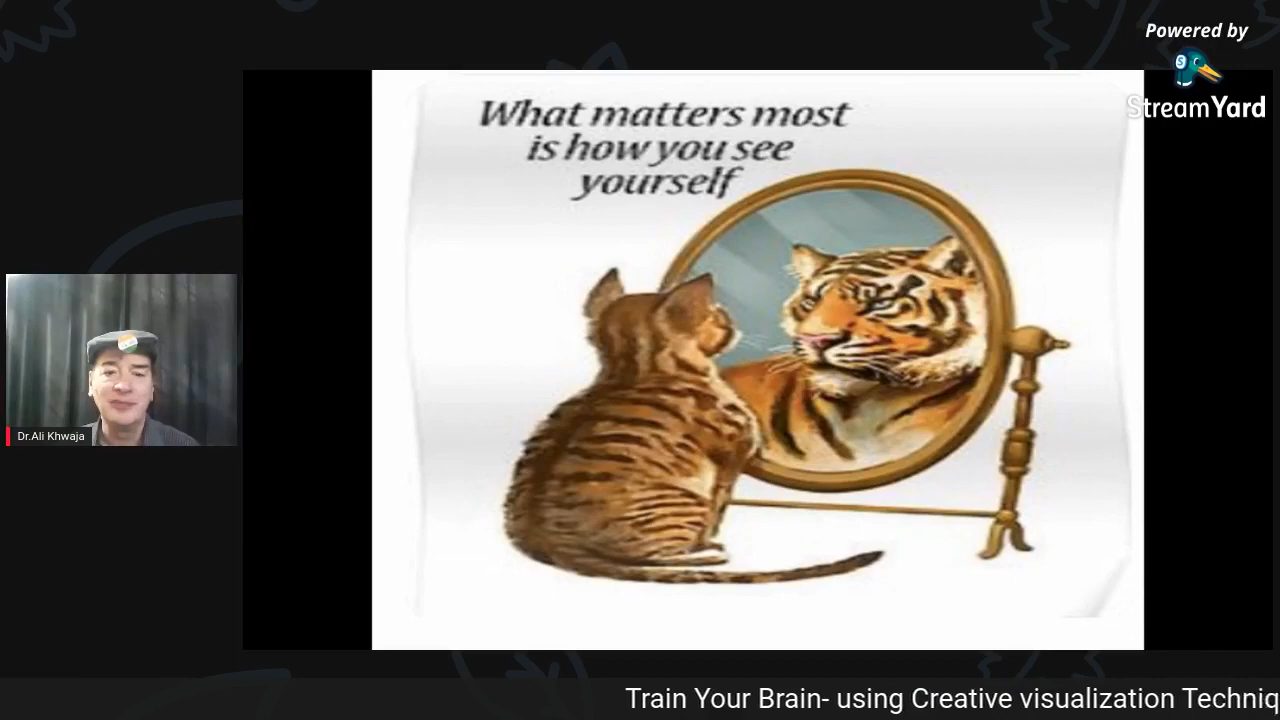 Powered by
StreamYard
What matters most
is how you see
yourself
Dr.Ali Khwaja
Train Your Brain- using Creative visualization Techniq